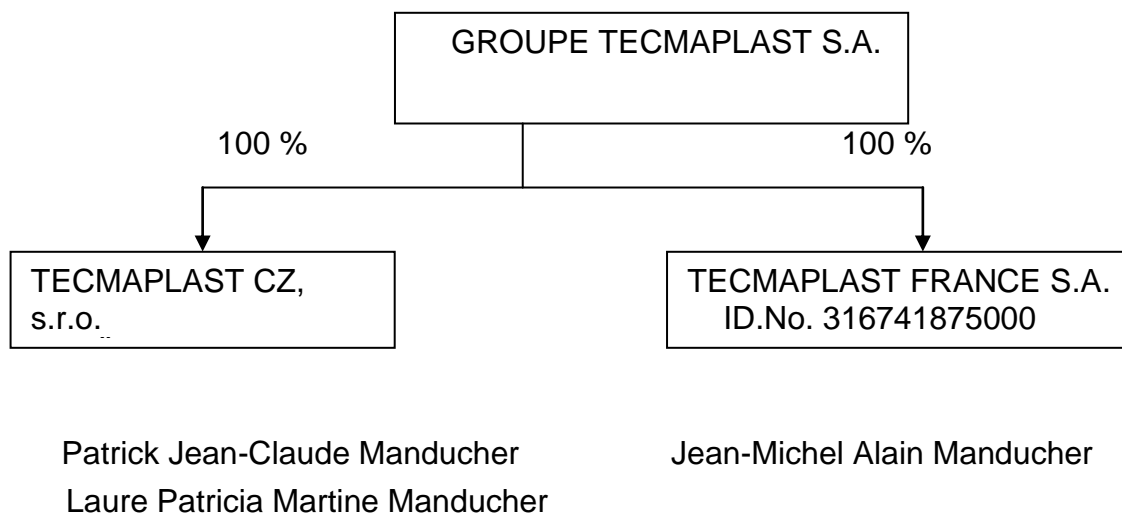 GROUPE TECMAPLAST S.A.
100 %
100 %
TECMAPLAST CZ,
s.r.o.
TECMAPLAST FRANCE S.A.
ID.No. 316741875000
Patrick Jean-Claude Manducher
Jean-Michel Alain Manducher
Laure Patricia Martine Manducher